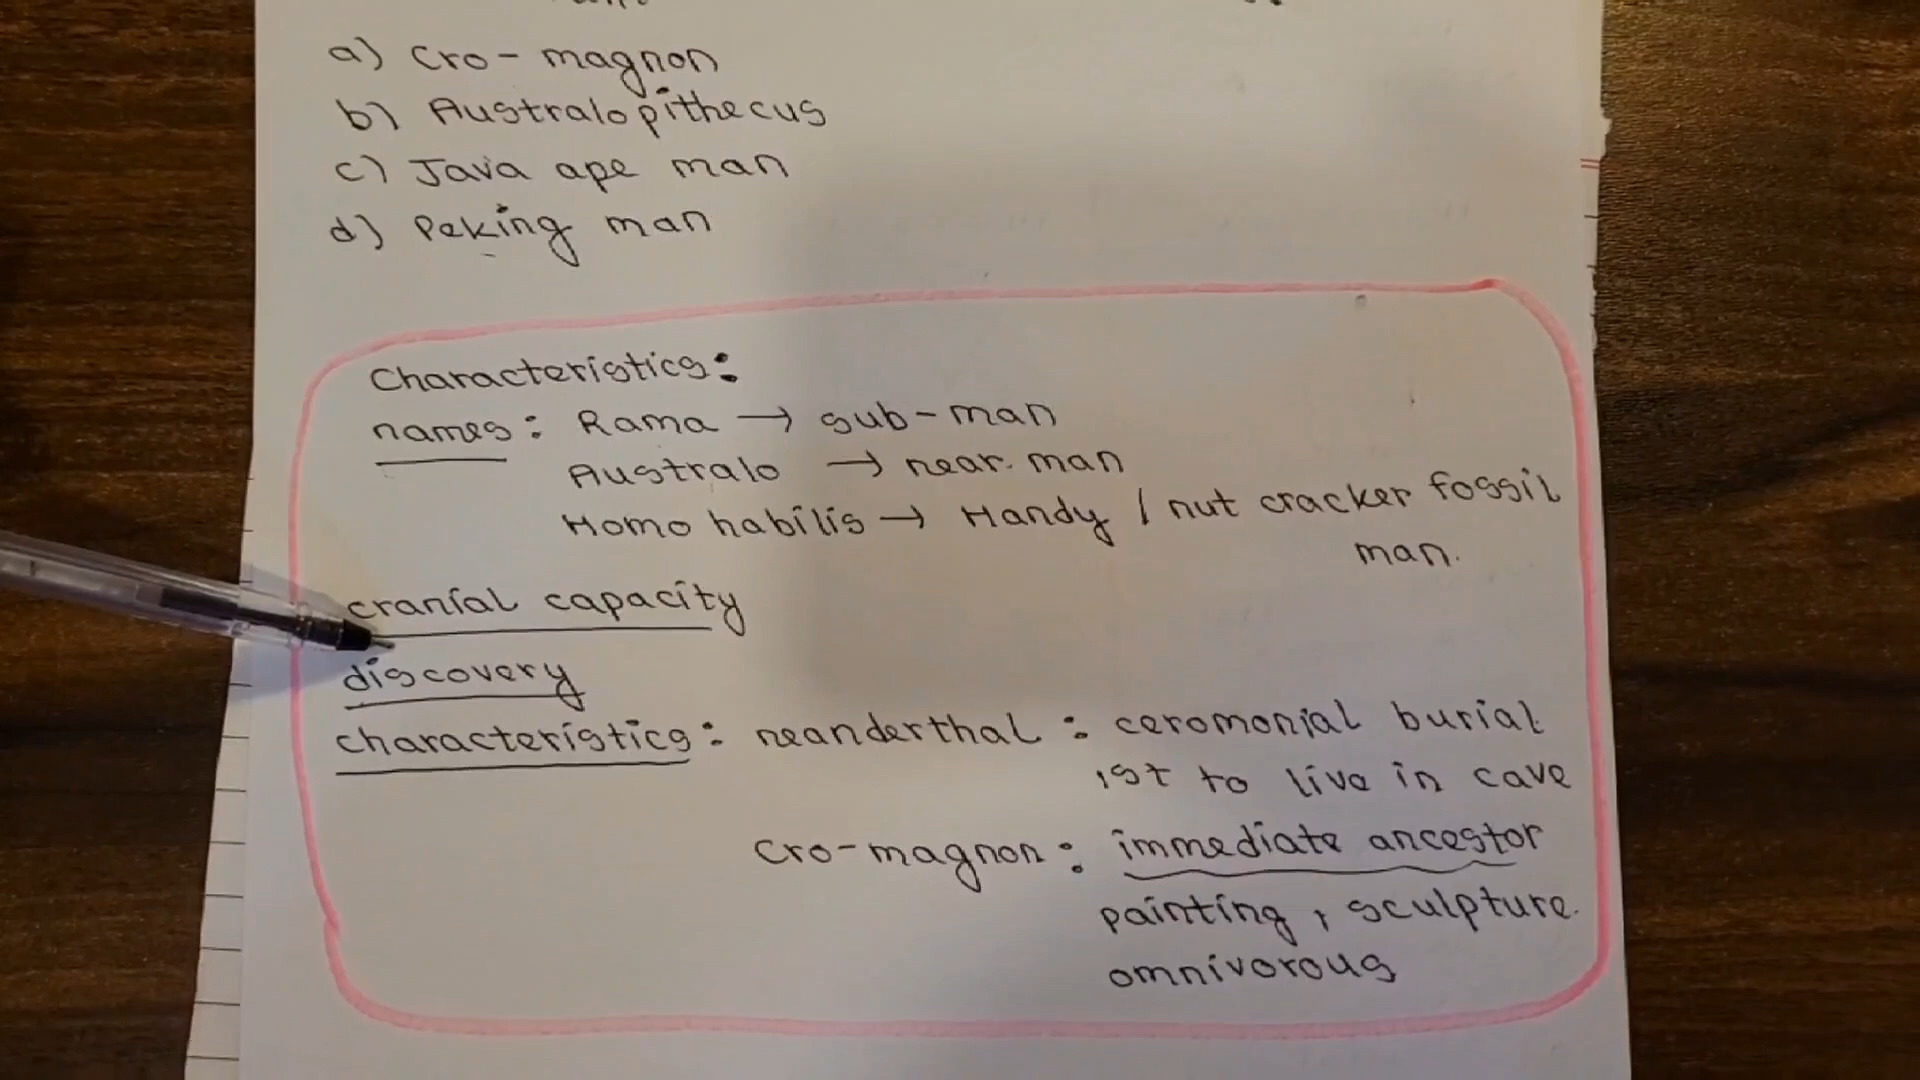 a) Cro-magnon
b) Australopithecus
c) Java ape man
d) Peking man
Characteristics:
names: Rama → sub-man
Australo → near man
Homo habilis → Handy / nut cracker fossil
man.
cranial capacity
discovery
characteristics: neanderthal: ceromonial burial
1st to live in cave
cro-magnon: immediate ancestor
painting, sculpture.
omnivorous